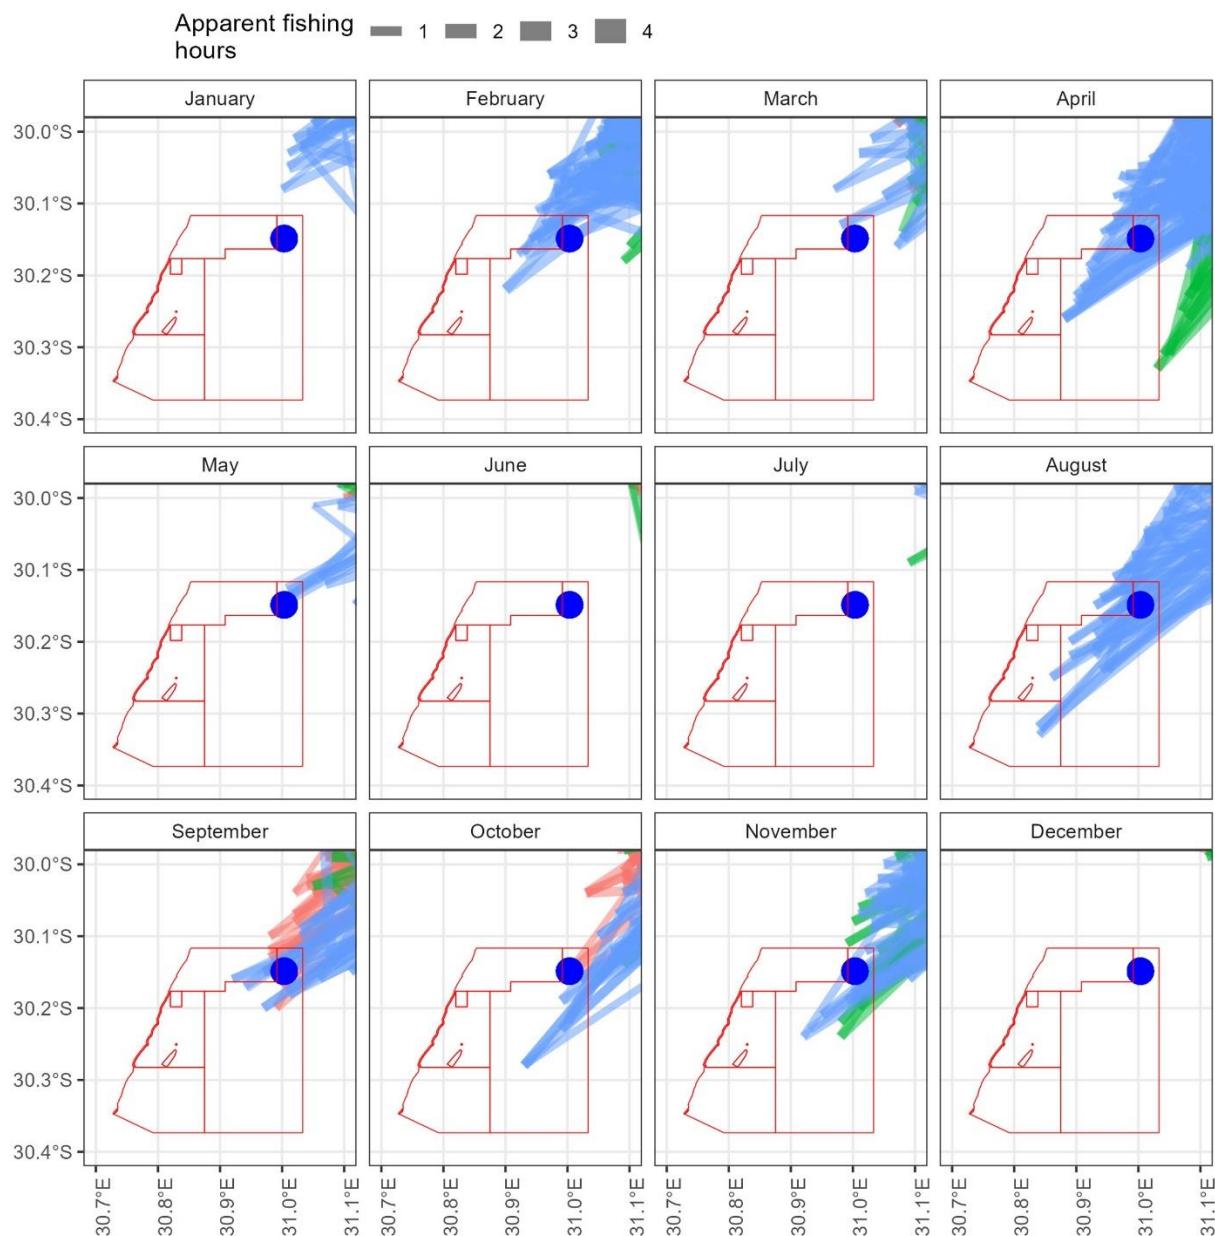 Apparent fishing
hours
1 2 3 4
January February March April
30.0°S
30.1°S
30.2°S
30.3°S
30.4°S
May June July August
30.0°S
30.1°S
30.2°S
30.3°S
30.4°S
September October November December
30.0°S
30.1°S
30.2°S
30.3°S
30.4°S
30.7°E 30.8°E 30.9°E 31.0°E 31.1°E 30.7°E 30.8°E 30.9°E 31.0°E 31.1°E 30.7°E 30.8°E 30.9°E 31.0°E 31.1°E 30.7°E 30.8°E 30.9°E 31.0°E 31.1°E